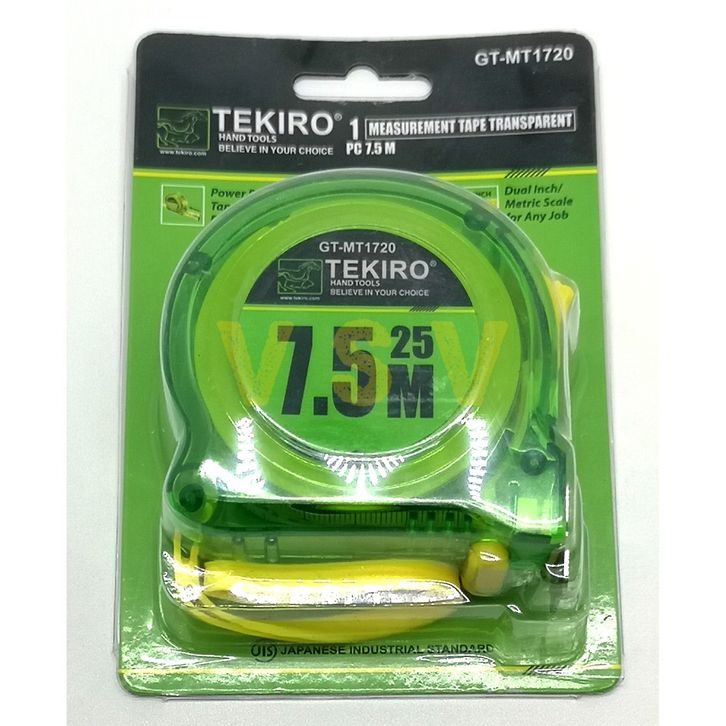 GT-MT1720
TEKIRO®
HAND TOOLS
BELIEVE IN YOUR CHOICE
www.tekiro.com
1
PC 7.5 M
MEASUREMENT TAPE TRANSPARENT
Power
Dual Inch/
Metric Scale
for Any Job
GT-MT1720
TEKIRO®
HAND TOOLS
BELIEVE IN YOUR CHOICE
www.tekiro.com
7.5 25
M
VSV
JIS JAPANESE INDUSTRIAL STANDARD